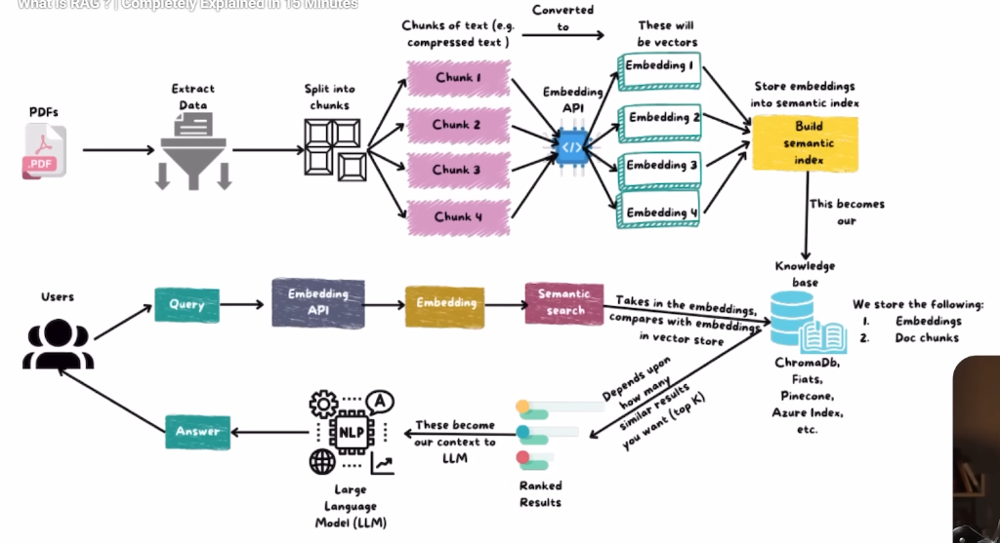 What is RAG ? | Completely Explained in 15 Minutes
Chunks of text (e.g.
compressed text )
Converted
to
These will
be vectors
PDFs
.PDF
Extract
Data
Split into
chunks
Chunk 1
Chunk 2
Chunk 3
Chunk 4
Embedding
API
</>
Embedding 1
Embedding 2
Embedding 3
Embedding 4
Store embeddings
into semantic index
Build
semantic
index
This becomes
our
Knowledge
base
Users
Query
Embedding
API
Embedding
Semantic
search
Takes in the embeddings,
compares with embeddings
in vector store
We store the following:
1. Embeddings
2. Doc chunks
ChromaDb,
Fiats,
Pinecone,
Azure Index,
etc.
Depends upon
how many
similar results
you want (top K)
Ranked
Results
These become
our context to
LLM
A
NLP
Large
Language
Model (LLM)
Answer